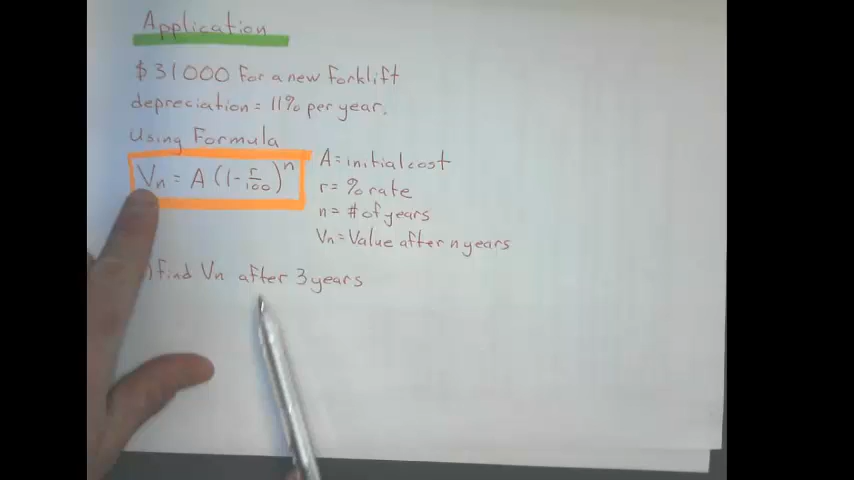 Application
$31000 for a new Forklift
depreciation = 11% per year.
Using Formula
Vn = A (1 - r/100)^n
A = initial cost
r = % rate
n = # of years
Vn = Value after n years
) find Vn after 3 years